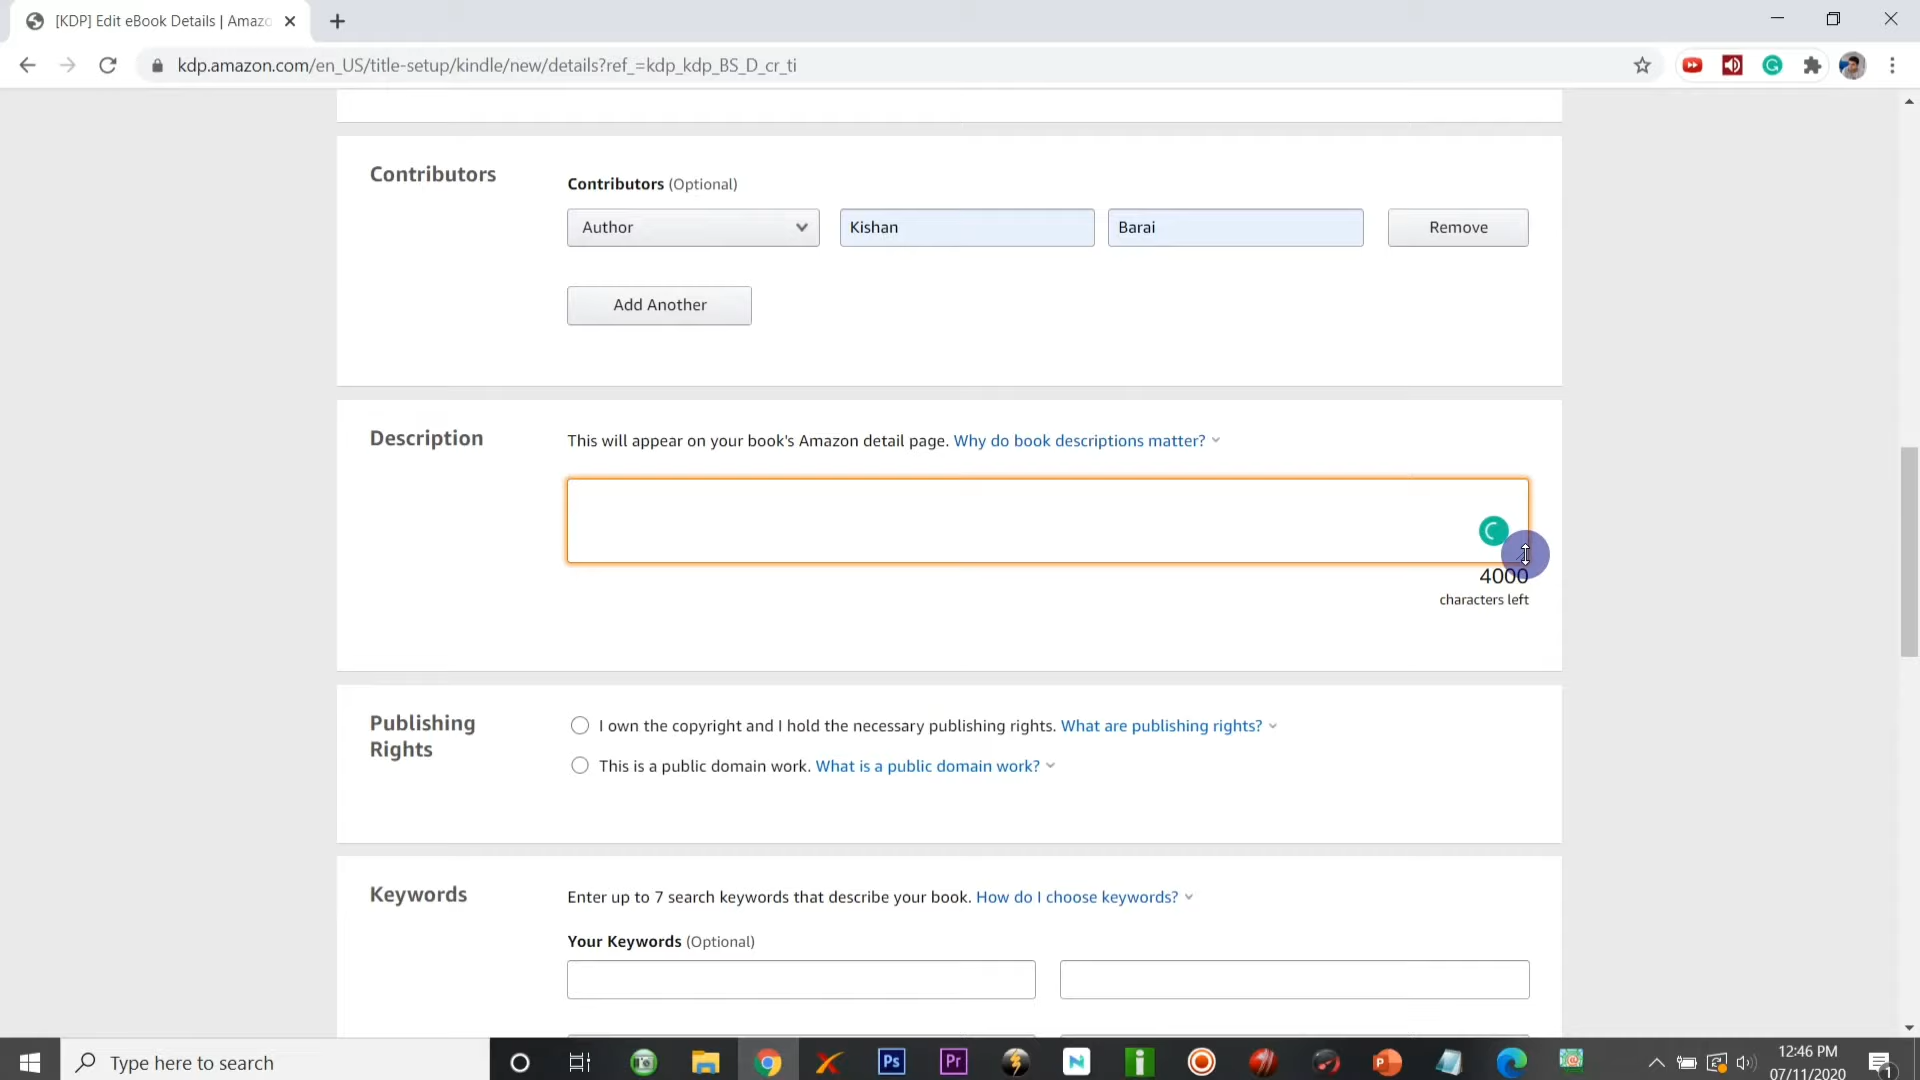 [KDP] Edit eBook Details | Amazo
kdp.amazon.com/en_US/title-setup/kindle/new/details?ref_=kdp_kdp_BS_D_cr_ti
Contributors
Contributors (Optional)
Author
Kishan
Barai
Remove
Add Another
Description
This will appear on your book's Amazon detail page. Why do book descriptions matter?
4000
characters left
Publishing
Rights
I own the copyright and I hold the necessary publishing rights. What are publishing rights?
This is a public domain work. What is a public domain work?
Keywords
Enter up to 7 search keywords that describe your book. How do I choose keywords?
Your Keywords (Optional)
Type here to search
Ps
Pr
12:46 PM
07/11/2020
1